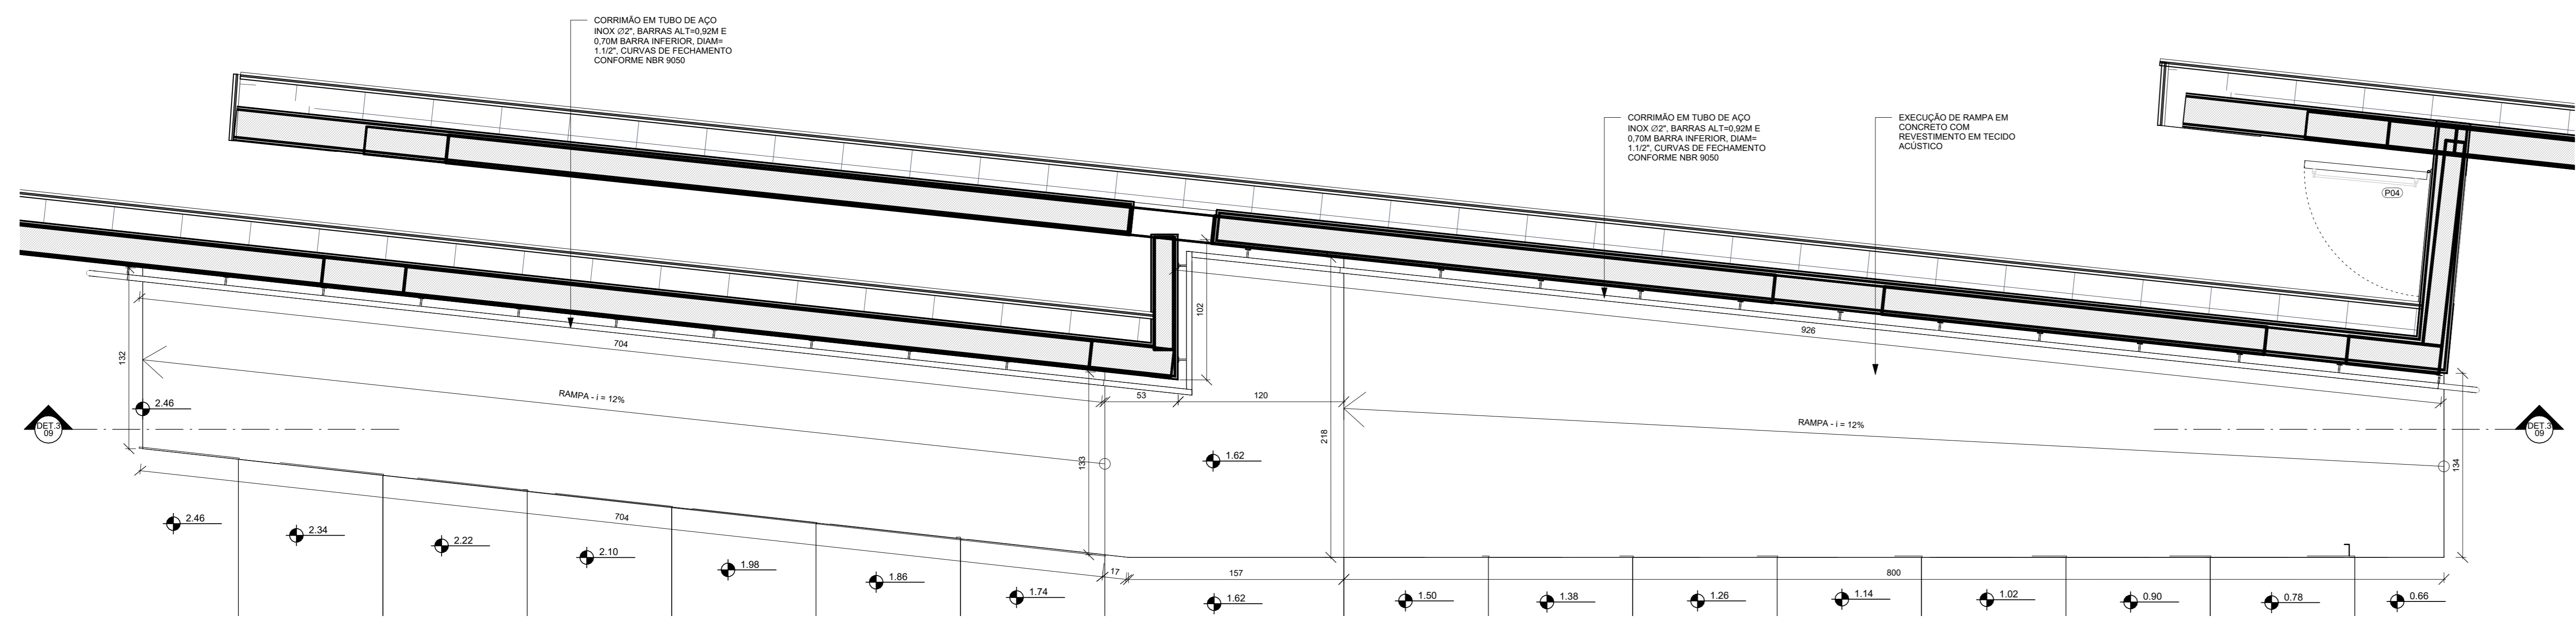 CORRIMÃO EM TUBO DE AÇO
INOX ∅2", BARRAS ALT=0,92M E
0,70M BARRA INFERIOR, DIAM=
1.1/2", CURVAS DE FECHAMENTO
CONFORME NBR 9050
CORRIMÃO EM TUBO DE AÇO
INOX ∅2", BARRAS ALT=0,92M E
0,70M BARRA INFERIOR, DIAM=
1.1/2", CURVAS DE FECHAMENTO
CONFORME NBR 9050
EXECUÇÃO DE RAMPA EM
CONCRETO COM
REVESTIMENTO EM TECIDO
ACÚSTICO
P04
102
926
704
132
RAMPA - i = 12%
53
120
2.46
DET.3
09
218
RAMPA - i = 12%
DET.3
09
1.62
133
134
704
2.46
2.34
2.22
2.10
1.98
1.86
1.74
17
157
800
1.62
1.50
1.38
1.26
1.14
1.02
0.90
0.78
0.66